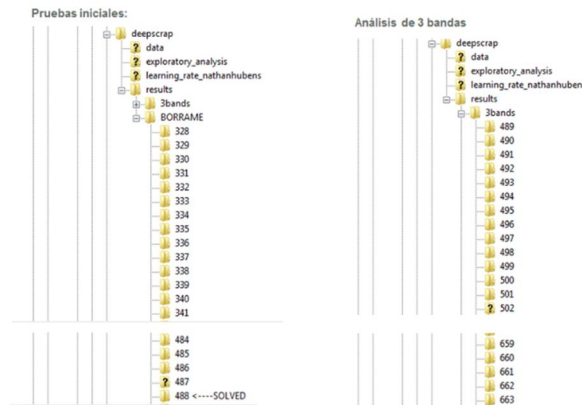 Pruebas iniciales:
deepscrap
data
exploratory_analysis
learning_rate_nathanhubens
results
3bands
BORRAME
328
329
330
331
332
333
334
335
336
337
338
339
340
341
484
485
486
487
488 <----SOLVED
Análisis de 3 bandas
deepscrap
data
exploratory_analysis
learning_rate_nathanhubens
results
3bands
489
490
491
492
493
494
495
496
497
498
499
500
501
502
659
660
661
662
663